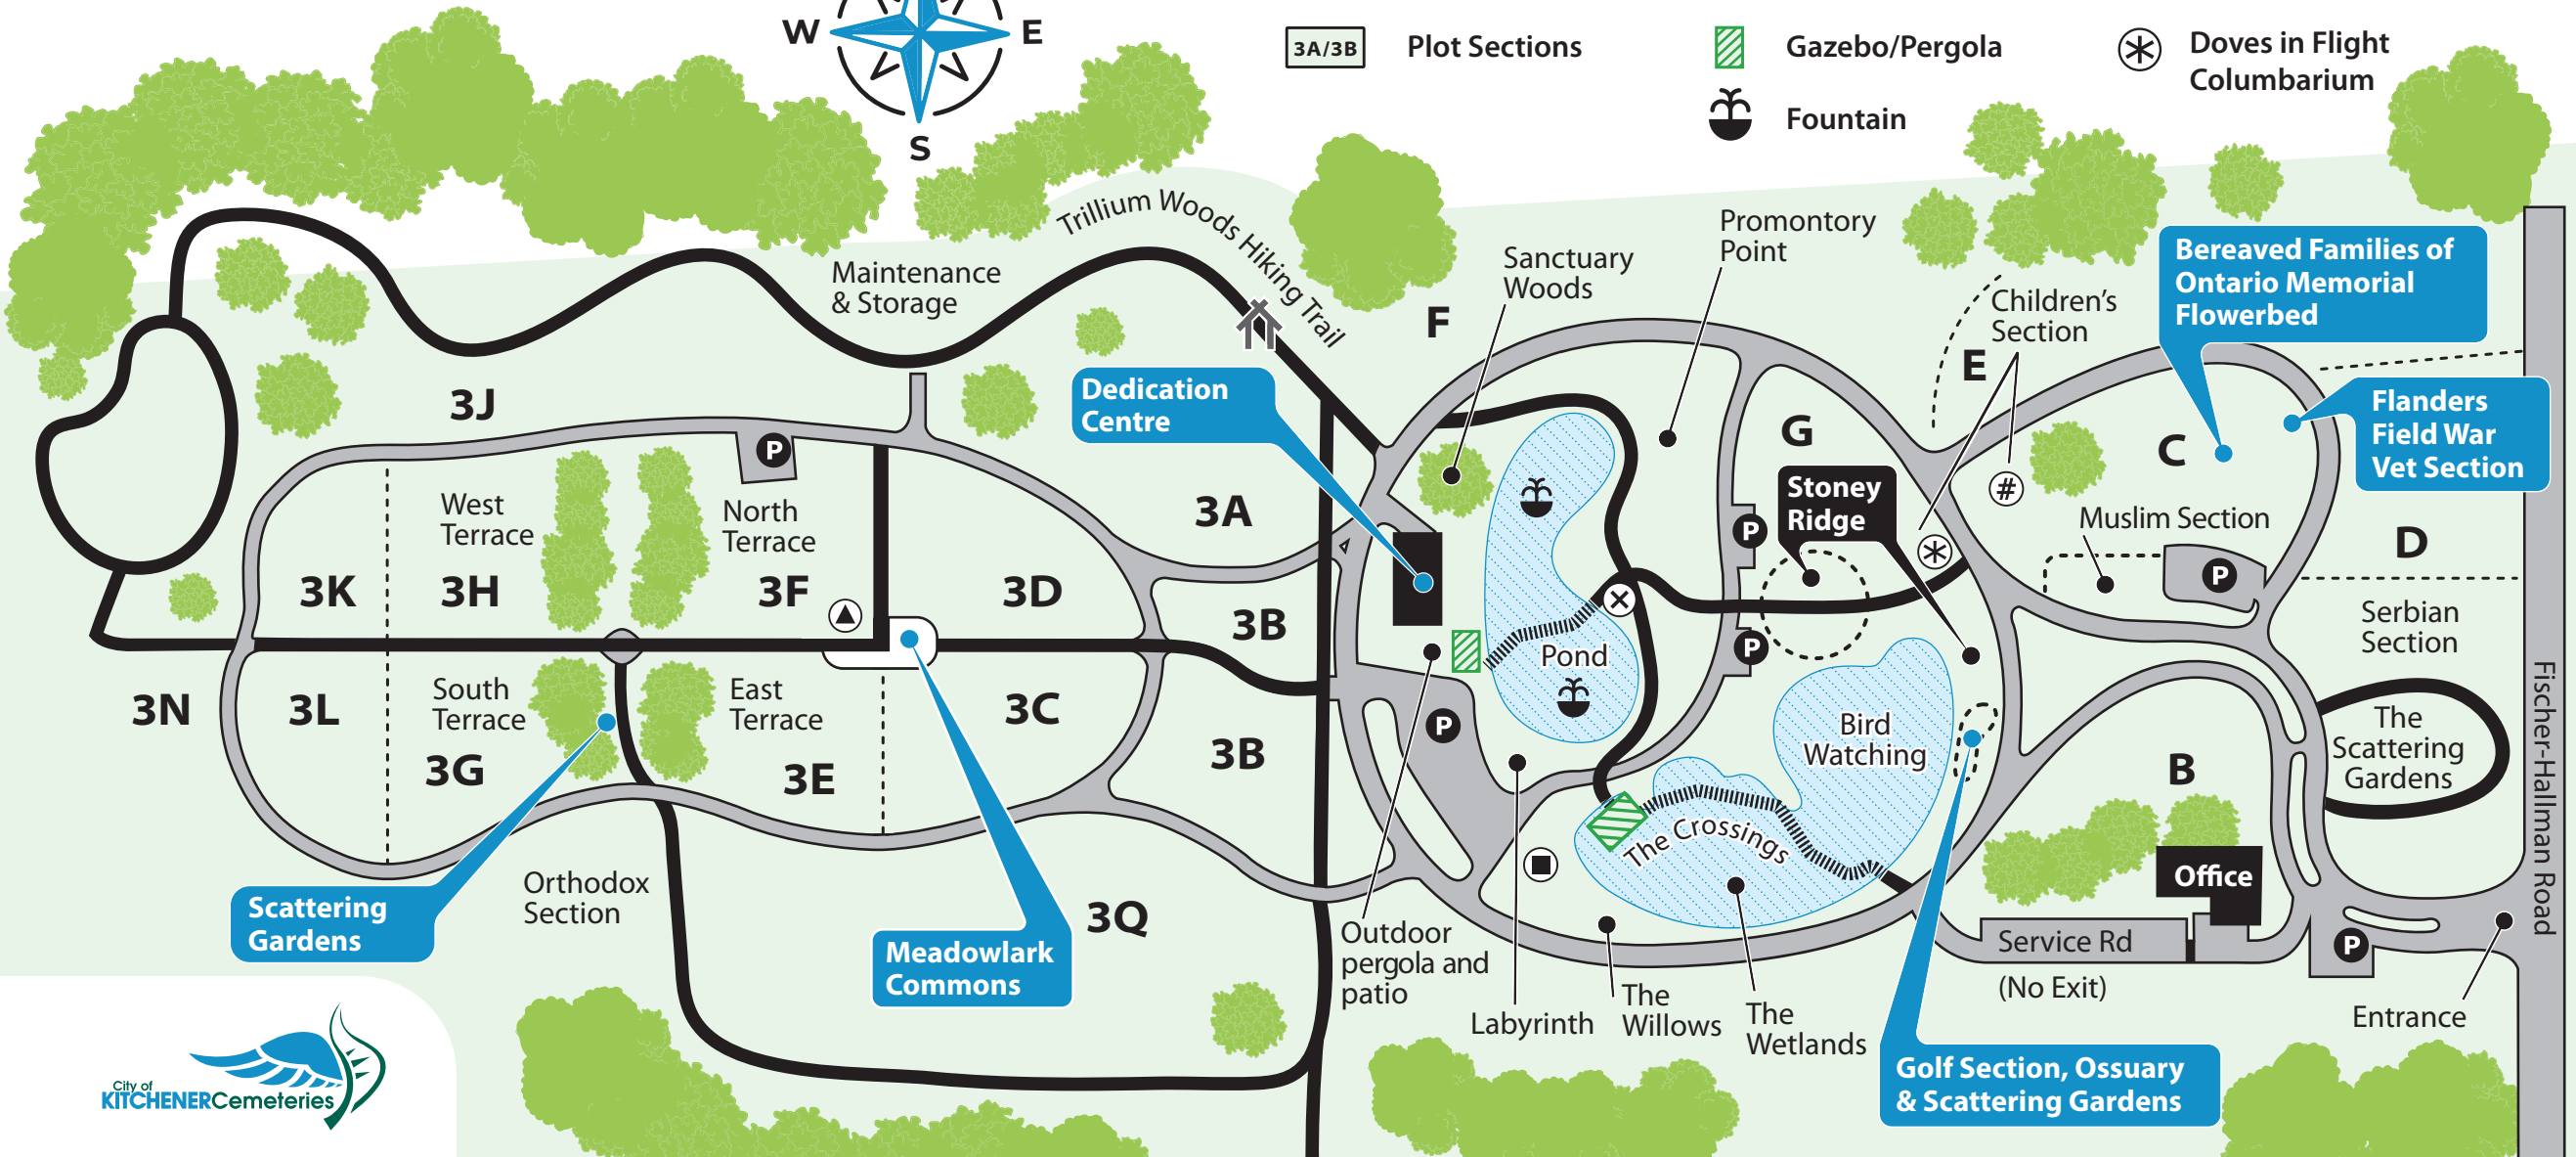 W
E
S
3A/3B
Plot Sections
Gazebo/Pergola
Fountain
Doves in Flight
Columbarium
Trillium Woods Hiking Trail
Maintenance
& Storage
Sanctuary
Woods
Promontory
Point
Children's
Section
Bereaved Families of
Ontario Memorial
Flowerbed
Flanders
Field War
Vet Section
Dedication
Centre
F
E
G
C
D
B
3J
P
West
Terrace
North
Terrace
3A
3K
3H
3F
3D
3B
Stoney
Ridge
P
P
#
Muslim Section
P
Serbian
Section
3N
3L
South
Terrace
3G
East
Terrace
3E
3C
3B
P
Pond
Bird
Watching
The Crossings
The
Scattering
Gardens
Fischer-Hallman Road
Office
Service Rd
(No Exit)
P
Entrance
Scattering
Gardens
Orthodox
Section
Meadowlark
Commons
3Q
Outdoor
pergola and
patio
Labyrinth
The
Willows
The
Wetlands
Golf Section, Ossuary
& Scattering Gardens
City of
KITCHENERCemeteries